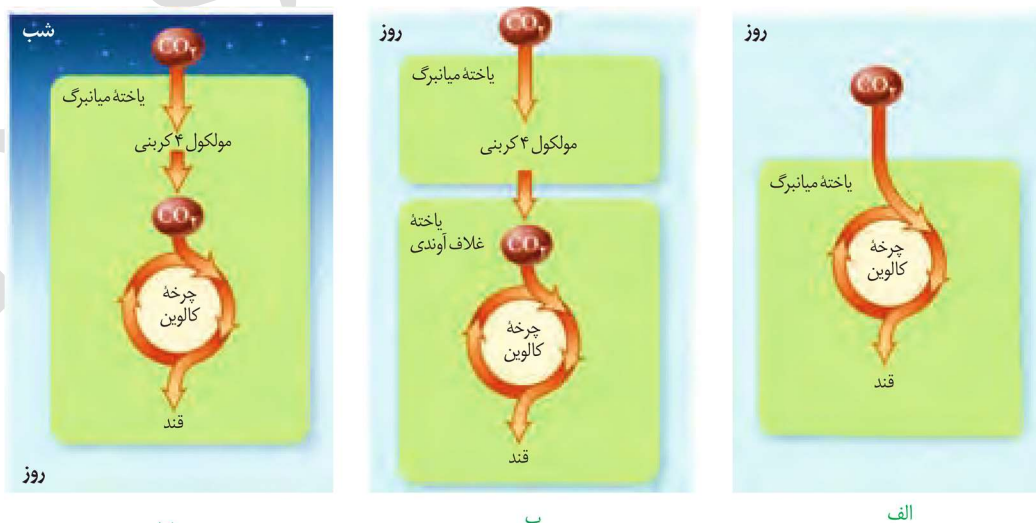 روز
CO۲
یاختهٔ میانبرگ
چرخهٔ
کالوین
قند
الف
روز
CO۲
یاختهٔ میانبرگ
مولکول ۴ کربنی
یاختهٔ
غلاف آوندی
CO۲
چرخهٔ
کالوین
قند
ب
شب
CO۲
یاختهٔ میانبرگ
مولکول ۴ کربنی
CO۲
چرخهٔ
کالوین
قند
روز